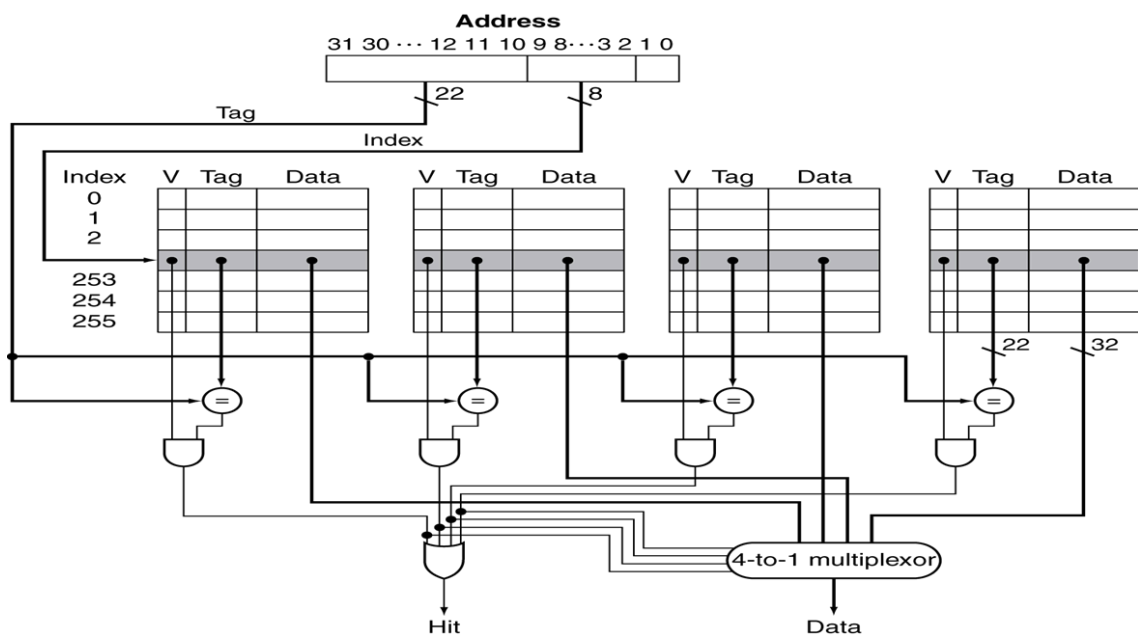 Address
31 30 ··· 12 11 10 9 8 ··· 3 2 1 0
22 8
Tag
Index
Index V Tag Data V Tag Data V Tag Data V Tag Data
0
1
2
253
254
255
22 32
= = = =
4-to-1 multiplexor
Hit Data